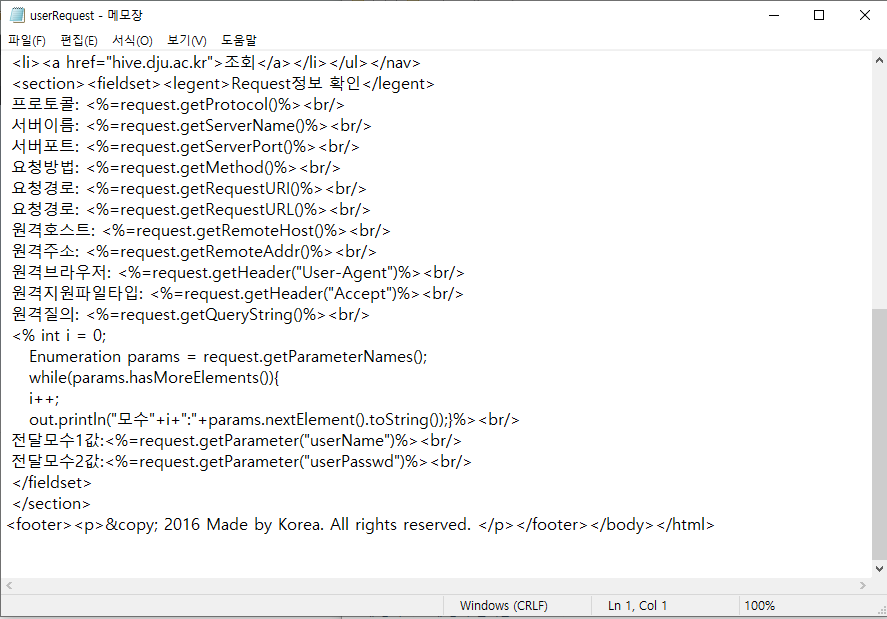 userRequest - 메모장
파일(F) 편집(E) 서식(O) 보기(V) 도움말
<li><a href="hive.dju.ac.kr">조회</a></li></ul></nav>
<section><fieldset><legent>Request정보 확인</legent>
프로토콜: <%=request.getProtocol()%><br/>
서버이름: <%=request.getServerName()%><br/>
서버포트: <%=request.getServerPort()%><br/>
요청방법: <%=request.getMethod()%><br/>
요청경로: <%=request.getRequestURI()%><br/>
요청경로: <%=request.getRequestURL()%><br/>
원격호스트: <%=request.getRemoteHost()%><br/>
원격주소: <%=request.getRemoteAddr()%><br/>
원격브라우저: <%=request.getHeader("User-Agent")%><br/>
원격지원파일타입: <%=request.getHeader("Accept")%><br/>
원격질의: <%=request.getQueryString()%><br/>
<% int i = 0;
Enumeration params = request.getParameterNames();
while(params.hasMoreElements()){
i++;
out.println("모수"+i+":"+params.nextElement().toString());}%><br/>
전달모수1값:<%=request.getParameter("userName")%><br/>
전달모수2값:<%=request.getParameter("userPasswd")%><br/>
</fieldset>
</section>
<footer><p>&copy; 2016 Made by Korea. All rights reserved. </p></footer></body></html>
Windows (CRLF) Ln 1, Col 1 100%